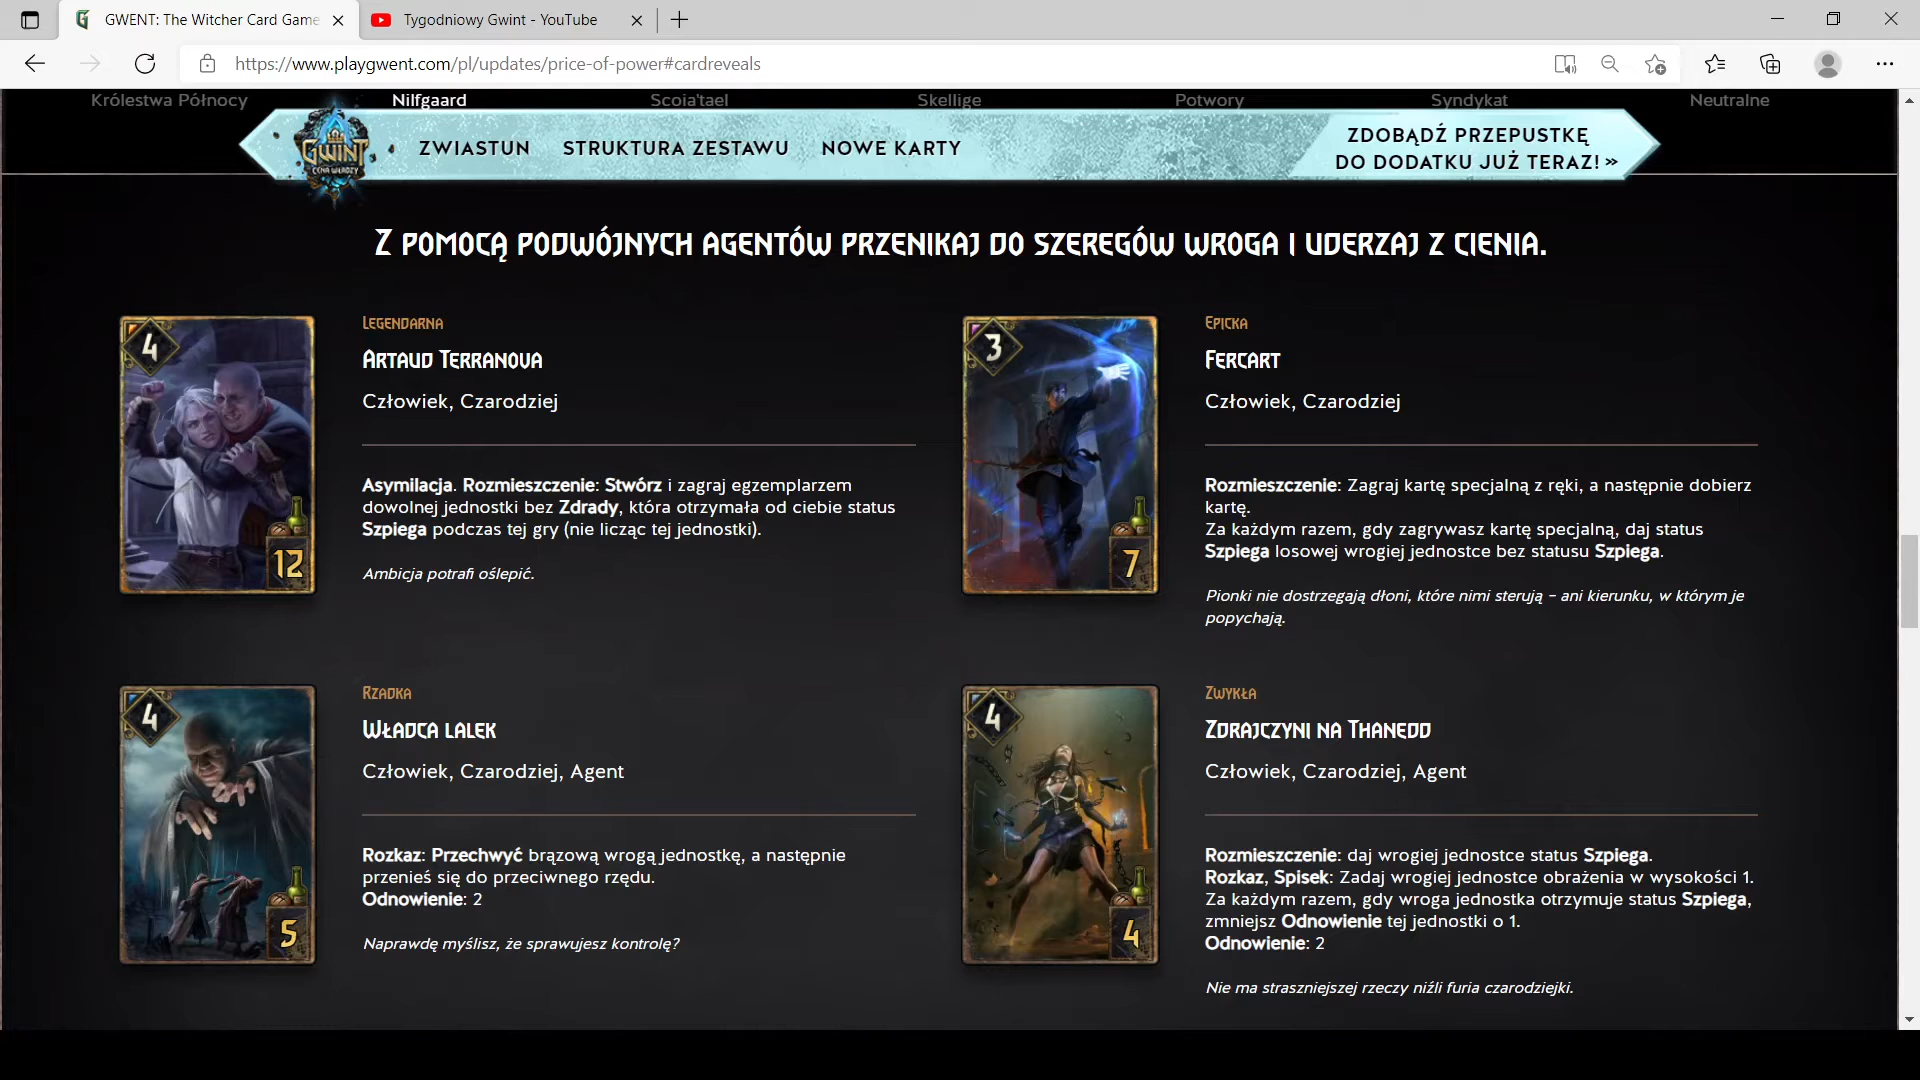 GWENT: The Witcher Card Game
Tygodniowy Gwint - YouTube
https://www.playgwent.com/pl/updates/price-of-power#cardreveals
Królestwa Północy
Nilfgaard
Scoia'tael
Skellige
Potwory
Syndykat
Neutralne
GWINT
CENA WŁADZY
ZWIASTUN
STRUKTURA ZESTAWU
NOWE KARTY
ZDOBĄDŹ PRZEPUSTKĘ
DO DODATKU JUŻ TERAZ! »
Z POMOCĄ PODWÓJNYCH AGENTÓW PRZENIKAJ DO SZEREGÓW WROGA I UDERZAJ Z CIENIA.
4
12
LEGENDARNA
ARTAUD TERRANOVA
Człowiek, Czarodziej
Asymilacja. Rozmieszczenie: Stwórz i zagraj egzemplarzem
dowolnej jednostki bez Zdrady, która otrzymała od ciebie status
Szpiega podczas tej gry (nie licząc tej jednostki).
Ambicja potrafi oślepić.
3
7
EPICKA
FERCART
Człowiek, Czarodziej
Rozmieszczenie: Zagraj kartę specjalną z ręki, a następnie dobierz
kartę.
Za każdym razem, gdy zagrywasz kartę specjalną, daj status
Szpiega losowej wrogiej jednostce bez statusu Szpiega.
Pionki nie dostrzegają dłoni, które nimi sterują – ani kierunku, w którym je
popychają.
4
5
RZADKA
WŁADCA LALEK
Człowiek, Czarodziej, Agent
Rozkaz: Przechwyć brązową wrogą jednostkę, a następnie
przenieś się do przeciwnego rzędu.
Odnowienie: 2
Naprawdę myślisz, że sprawujesz kontrolę?
4
4
ZWYKŁA
ZDRAJCZYNI NA THANEDD
Człowiek, Czarodziej, Agent
Rozmieszczenie: daj wrogiej jednostce status Szpiega.
Rozkaz, Spisek: Zadaj wrogiej jednostce obrażenia w wysokości 1.
Za każdym razem, gdy wroga jednostka otrzymuje status Szpiega,
zmniejsz Odnowienie tej jednostki o 1.
Odnowienie: 2
Nie ma straszniejszej rzeczy niźli furia czarodziejki.